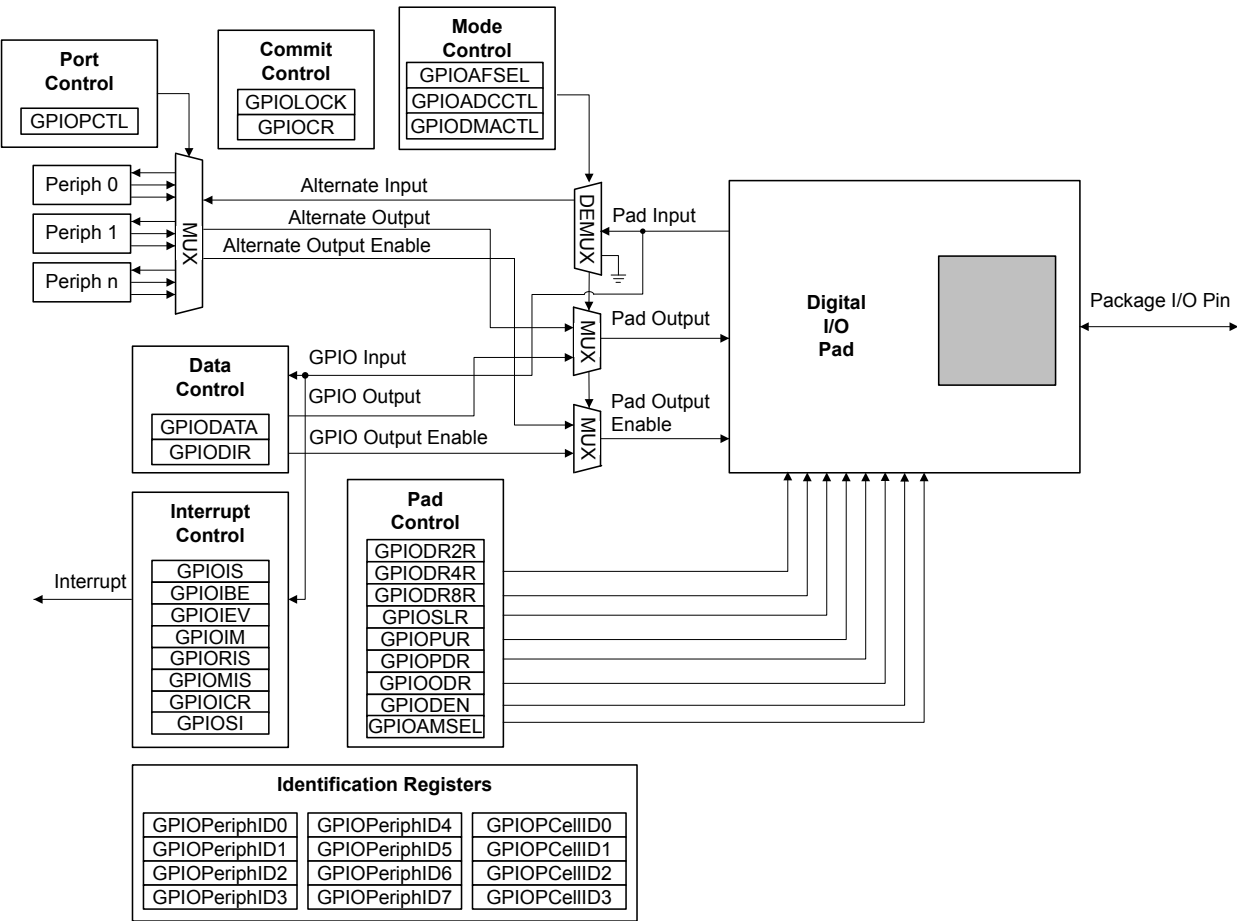 Port
Control
GPIOPCTL
Commit
Control
GPIOLOCK
GPIOCR
Mode
Control
GPIOAFSEL
GPIOADCCTL
GPIODMACTL
Periph 0
Periph 1
Periph n
MUX
Alternate Input
Alternate Output
Alternate Output Enable
DEMUX
Pad Input
MUX
Pad Output
MUX
Pad Output
Enable
Digital
I/O
Pad
Package I/O Pin
Data
Control
GPIODATA
GPIODIR
GPIO Input
GPIO Output
GPIO Output Enable
Interrupt
Control
GPIOIS
GPIOIBE
GPIOIEV
GPIOIM
GPIORIS
GPIOMIS
GPIOICR
GPIOSI
Interrupt
Pad
Control
GPIODR2R
GPIODR4R
GPIODR8R
GPIOSLR
GPIOPUR
GPIOPDR
GPIOODR
GPIODEN
GPIOAMSEL
Identification Registers
GPIOPeriphID0
GPIOPeriphID1
GPIOPeriphID2
GPIOPeriphID3
GPIOPeriphID4
GPIOPeriphID5
GPIOPeriphID6
GPIOPeriphID7
GPIOPCellID0
GPIOPCellID1
GPIOPCellID2
GPIOPCellID3